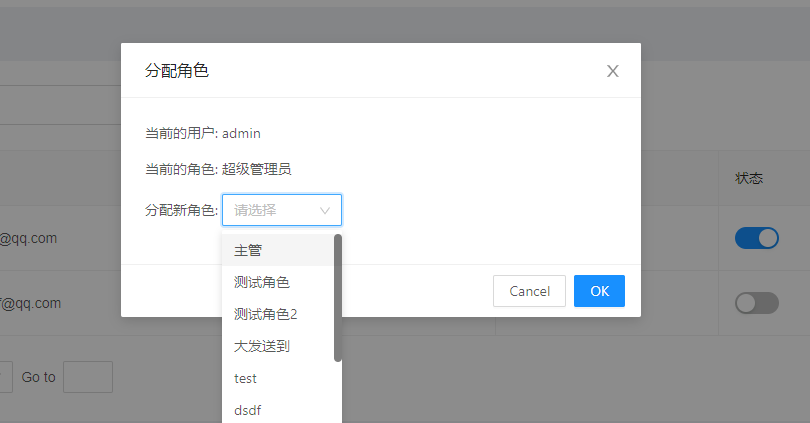 分配角色
当前的用户: admin
当前的角色: 超级管理员
状态
分配新角色: 请选择
@qq.com
主管
测试角色
Cancel OK
f@qq.com
测试角色2
大发送到
Go to
test
dsdf